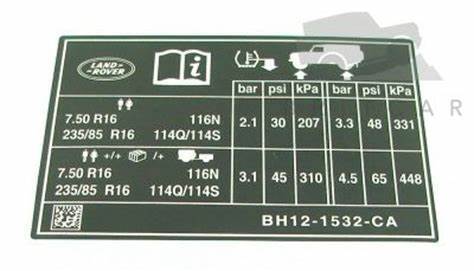 LAND-
ROVER
bar psi kPa bar psi kPa
7.50 R16 116N
235/85 R16 114Q/114S
2.1 30 207 3.3 48 331
+/+ /+
7.50 R16 116N
235/85 R16 114Q/114S
3.1 45 310 4.5 65 448
BH12-1532-CA